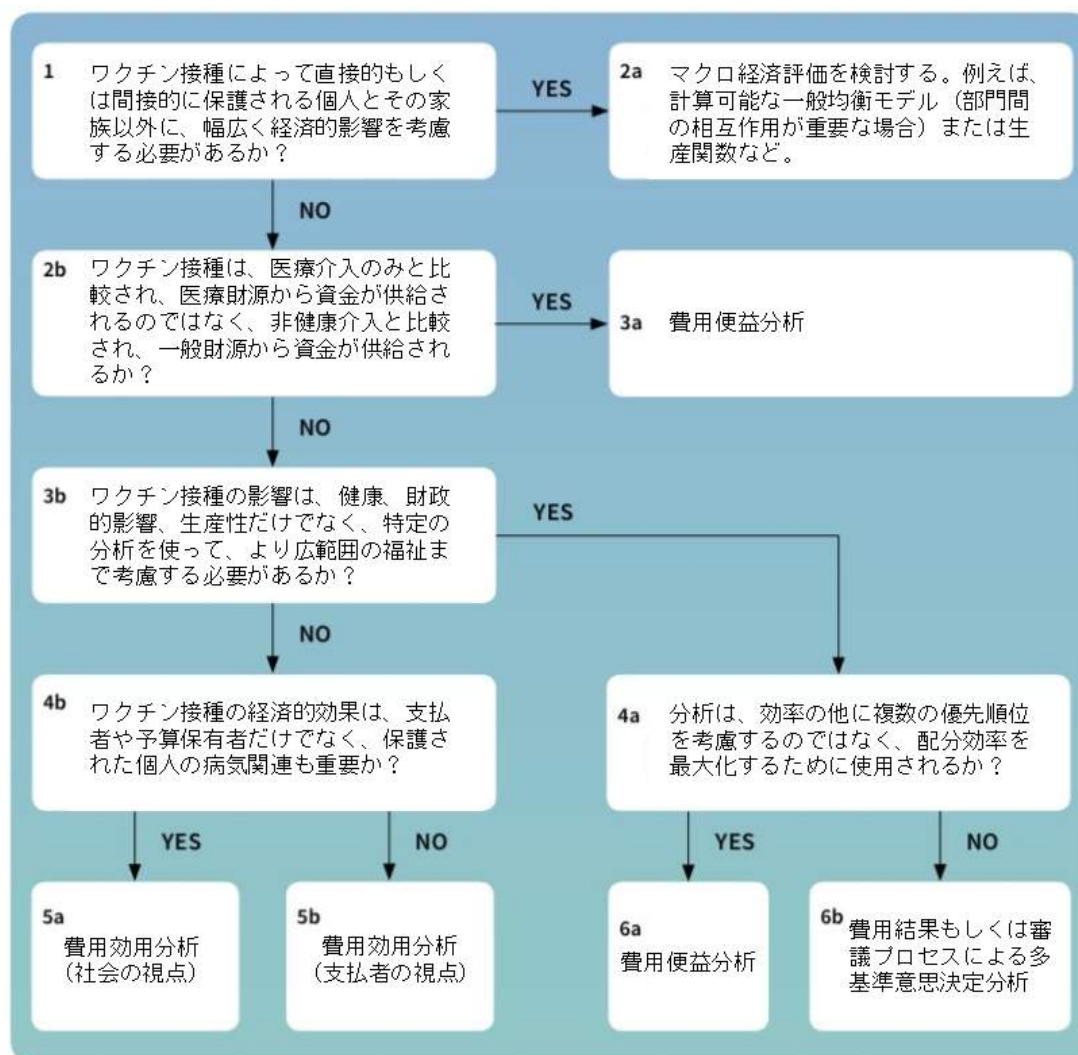 1 ワクチン接種によって直接的もしく
は間接的に保護される個人とその家
族以外に、幅広く経済的影響を考慮
する必要があるか?
YES
2a マクロ経済評価を検討する。例えば、
計算可能な一般均衡モデル(部門間
の相互作用が重要な場合)または生
産関数など。
NO
2b ワクチン接種は、医療介入のみと比
較され、医療財源から資金が供給さ
れるのではなく、非健康介入と比較
され、一般財源から資金が供給され
るか?
YES
3a 費用便益分析
NO
3b ワクチン接種の影響は、健康、財政
的影響、生産性だけでなく、特定の
分析を使って、より広範囲の福祉ま
で考慮する必要があるか?
YES
NO
4b ワクチン接種の経済的効果は、支払
者や予算保有者だけでなく、保護さ
れた個人の病気関連も重要か?
4a 分析は、効率の他に複数の優先順位
を考慮するのではなく、配分効率を
最大化するために使用されるか?
YES
NO
YES
NO
5a
費用効用分析
(社会の視点)
5b
費用効用分析
(支払者の視点)
6a
費用便益分析
6b 費用結果もしくは審
議プロセスによる多
基準意思決定分析